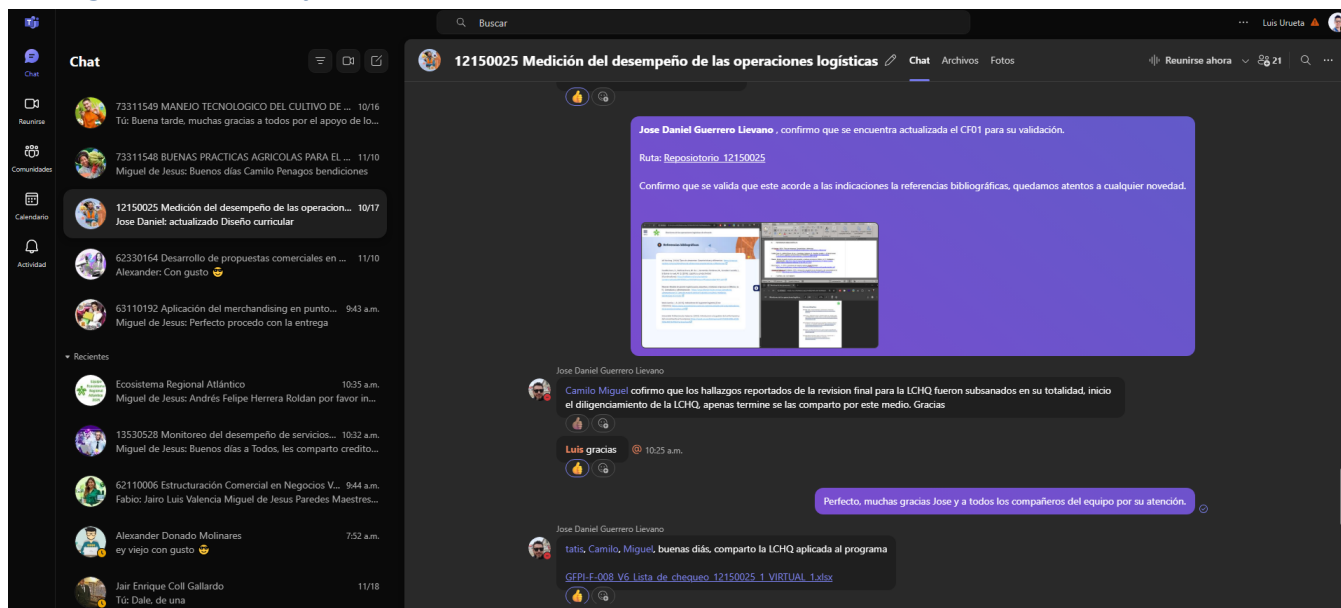 Buscar
Luis Urueta
Chat
Reunirse
Comunidades
Calendario
Actividad
Chat
73311549 MANEJO TECNOLOGICO DEL CULTIVO DE ... 10/16
Tú: Buena tarde, muchas gracias a todos por el apoyo de lo...
73311548 BUENAS PRACTICAS AGRICOLAS PARA EL ... 11/10
Miguel de Jesus: Buenos días Camilo Penagos bendiciones
12150025 Medición del desempeño de las operacion... 10/17
Jose Daniel: actualizado Diseño curricular
62330164 Desarrollo de propuestas comerciales en ... 11/10
Alexander: Con gusto 😎
63110192 Aplicación del merchandising en punto... 9:43 a.m.
Miguel de Jesus: Perfecto procedo con la entrega
Recientes
Ecosistema Regional Atlántico 10:35 a.m.
Miguel de Jesus: Andrés Felipe Herrera Roldan por favor in...
13530528 Monitoreo del desempeño de servicios... 10:32 a.m.
Miguel de Jesus: Buenos días a Todos, les comparto credito...
62110006 Estructuración Comercial en Negocios V... 9:44 a.m.
Fabio: Jairo Luis Valencia Miguel de Jesus Paredes Maestres...
Alexander Donado Molinares 7:52 a.m.
ey viejo con gusto 😎
Jair Enrique Coll Gallardo 11/18
Tú: Dale, de una
12150025 Medición del desempeño de las operaciones logísticas Chat Archivos Fotos
Reunirse ahora 21
Jose Daniel Guerrero Lievano , confirmo que se encuentra actualizada el CF01 para su validación.
Ruta: Reposiotorio_12150025
Confirmo que se valida que este acorde a las indicaciones la referencias bibliográficas, quedamos atentos a cualquier novedad.
Referencias bibliográficas
Jose Daniel Guerrero Lievano
Camilo Miguel cofirmo que los hallazgos reportados de la revision final para la LCHQ fueron subsanados en su totalidad, inicio
el diligenciamiento de la LCHQ, apenas termine se las comparto por este medio. Gracias
Luis gracias @ 10:25 a.m.
Perfecto, muchas gracias Jose y a todos los compañeros del equipo por su atención.
Jose Daniel Guerrero Lievano
tatis, Camilo, Miguel, buenas diás, comparto la LCHQ aplicada al programa
GFPI-F-008_V6_Lista_de_chequeo_12150025_1_VIRTUAL_1.xlsx